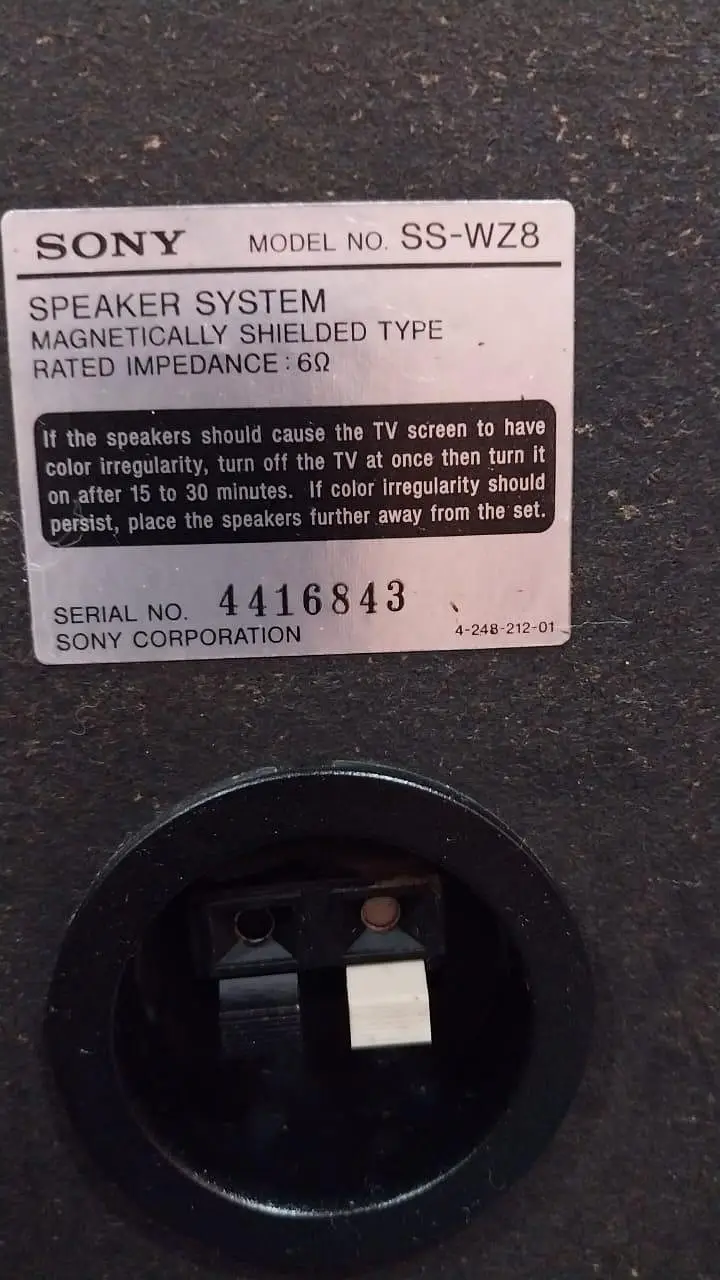 SONY MODEL NO. SS-WZ8
SPEAKER SYSTEM
MAGNETICALLY SHIELDED TYPE
RATED IMPEDANCE : 6Ω
If the speakers should cause the TV screen to have
color irregularity, turn off the TV at once then turn it
on after 15 to 30 minutes. If color irregularity should
persist, place the speakers further away from the set.
SERIAL NO. 4416843
SONY CORPORATION 4-248-212-01